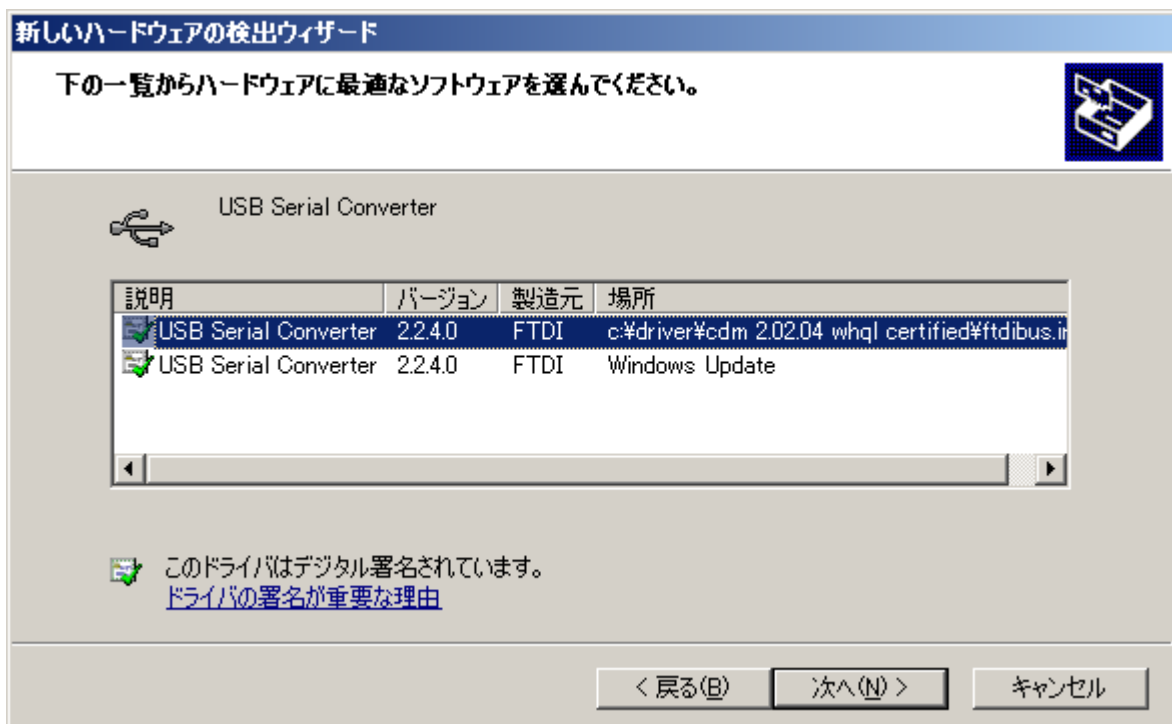 新しいハードウェアの検出ウィザード
下の一覧からハードウェアに最適なソフトウェアを選んでください。
USB Serial Converter
説明 バージョン 製造元 場所
USB Serial Converter 2.2.4.0 FTDI c:¥driver¥cdm 2.02.04 whql certified¥ftdibus.in
USB Serial Converter 2.2.4.0 FTDI Windows Update
このドライバはデジタル署名されています。
ドライバの署名が重要な理由
< 戻る(B) 次へ(N) > キャンセル